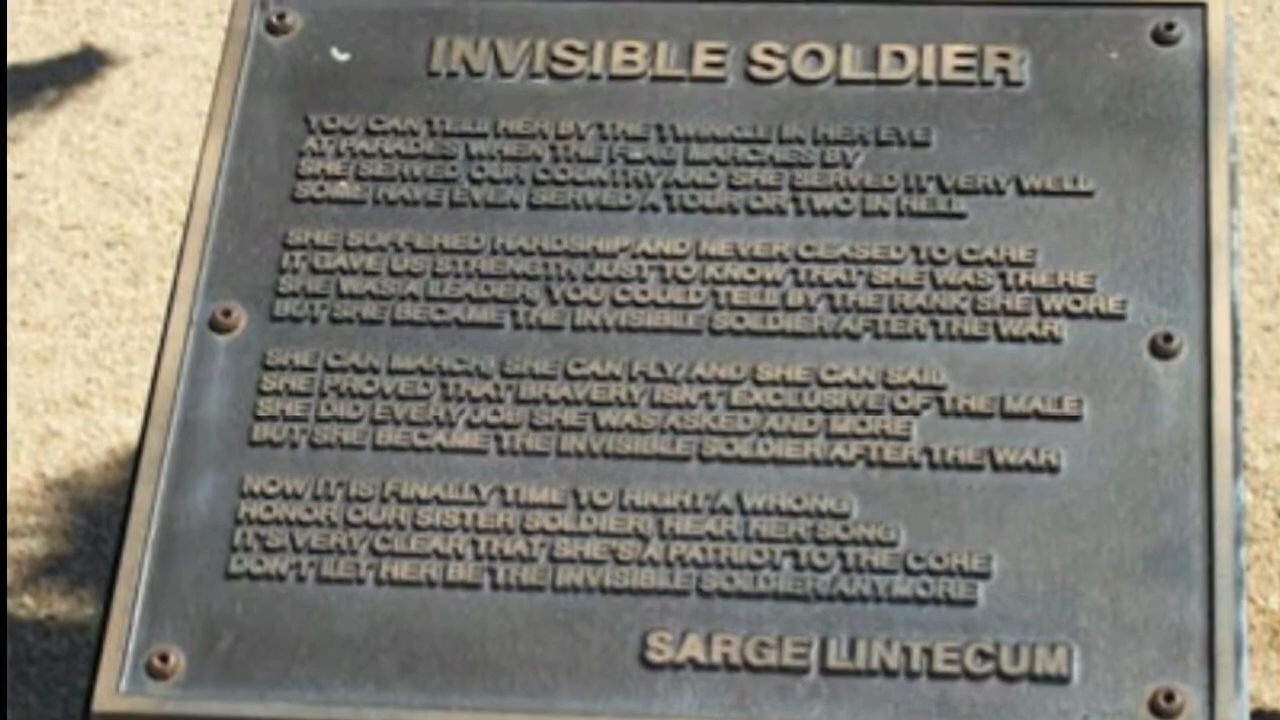 INVISIBLE SOLDIER
YOU CAN TELL HER BY THE TWINKLE IN HER EYE
AT PARADES WHEN THE FLAG MARCHES BY
SHE SERVED OUR COUNTRY AND SHE SERVED IT VERY WELL
SOME HAVE EVEN SERVED A TOUR OR TWO IN HELL
SHE SUFFERED HARDSHIP AND NEVER CEASED TO CARE
IT GAVE US STRENGTH JUST TO KNOW THAT SHE WAS THERE
SHE WAS A LEADER, YOU COULD TELL BY THE RANK SHE WORE
BUT SHE BECAME THE INVISIBLE SOLDIER AFTER THE WAR
SHE CAN MARCH, SHE CAN FLY AND SHE CAN SAIL
SHE PROVED THAT BRAVERY ISN'T EXCLUSIVE OF THE MALE
SHE DID EVERY JOB SHE WAS ASKED AND MORE
BUT SHE BECAME THE INVISIBLE SOLDIER AFTER THE WAR
NOW IT IS FINALLY TIME TO RIGHT A WRONG
HONOR OUR SISTER SOLDIER, HEAR HER SONG
IT'S VERY CLEAR THAT SHE'S A PATRIOT TO THE CORE
DON'T LET HER BE THE INVISIBLE SOLDIER ANYMORE
SARGE LINTECUM